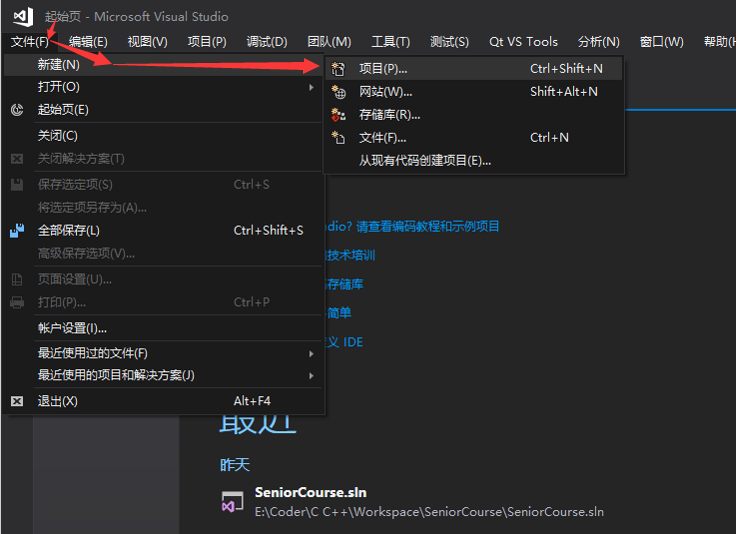 起始页 - Microsoft Visual Studio
文件(F) 编辑(E) 视图(V) 项目(P) 调试(D) 团队(M) 工具(T) 测试(S) Qt VS Tools 分析(N) 窗口(W) 帮助(H
新建(N)
打开(O)
起始页(E)
关闭(C)
关闭解决方案(T)
保存选定项(S) Ctrl+S
将选定项另存为(A)...
全部保存(L) Ctrl+Shift+S
高级保存选项(V)...
页面设置(U)...
打印(P)... Ctrl+P
帐户设置(I)...
最近使用过的文件(F)
最近使用的项目和解决方案(J)
退出(X) Alt+F4
项目(P)... Ctrl+Shift+N
网站(W)... Shift+Alt+N
存储库(R)...
文件(F)... Ctrl+N
从现有代码创建项目(E)...
dio? 请查看编码教程和示例项目
技术培训
存储库
简单
义 IDE
最近
昨天
SeniorCourse.sln
E:\Coder\C C++\Workspace\SeniorCourse\SeniorCourse.sln